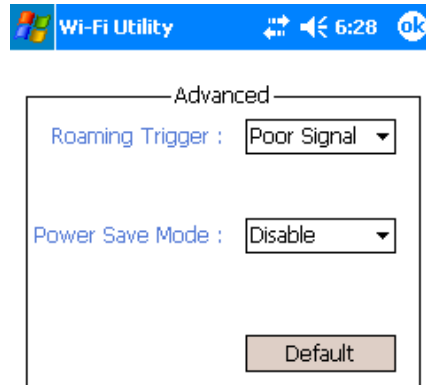 Wi-Fi Utility 6:28 ok
Advanced
Roaming Trigger : Poor Signal
Power Save Mode : Disable
Default